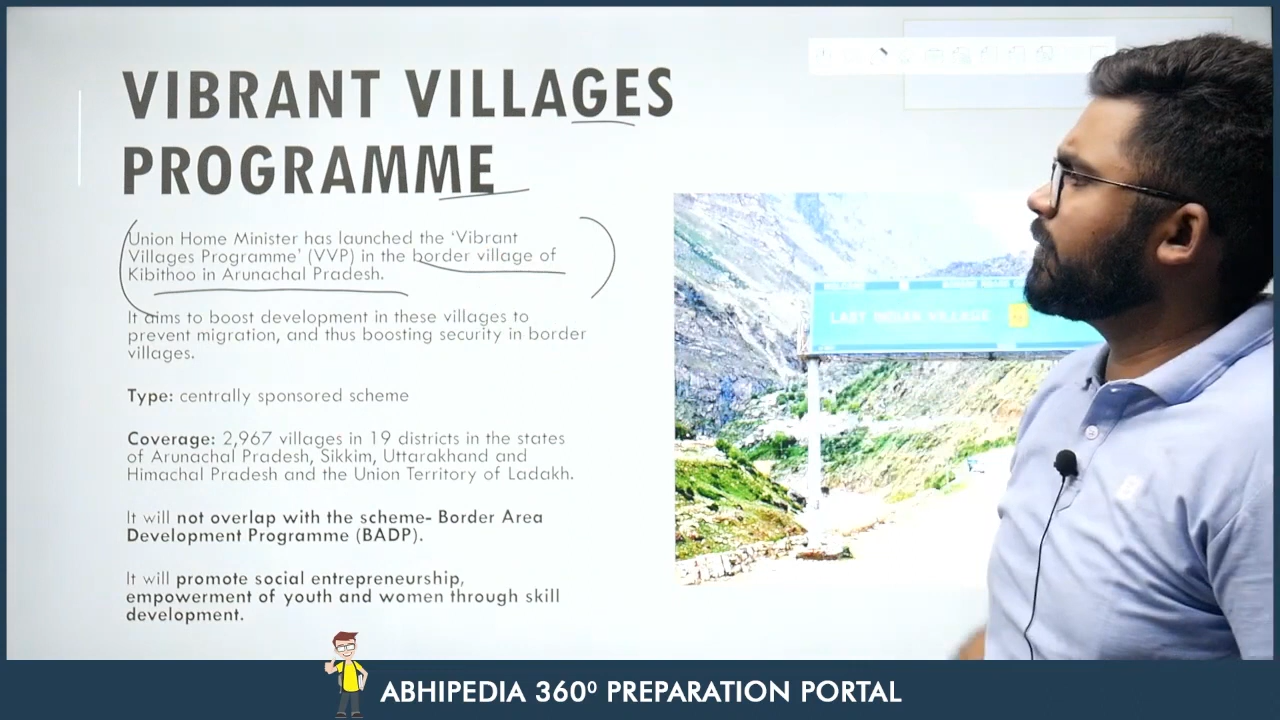 VIBRANT VILLAGES
PROGRAMME
Union Home Minister has launched the ‘Vibrant
Villages Programme’ (VVP) in the border village of
Kibithoo in Arunachal Pradesh.
It aims to boost development in these villages to
prevent migration, and thus boosting security in border
villages.
Type: centrally sponsored scheme
Coverage: 2,967 villages in 19 districts in the states
of Arunachal Pradesh, Sikkim, Uttarakhand and
Himachal Pradesh and the Union Territory of Ladakh.
It will not overlap with the scheme- Border Area
Development Programme (BADP).
It will promote social entrepreneurship,
empowerment of youth and women through skill
development.
LAST INDIAN VILLAGE
ABHIPEDIA 360⁰ PREPARATION PORTAL